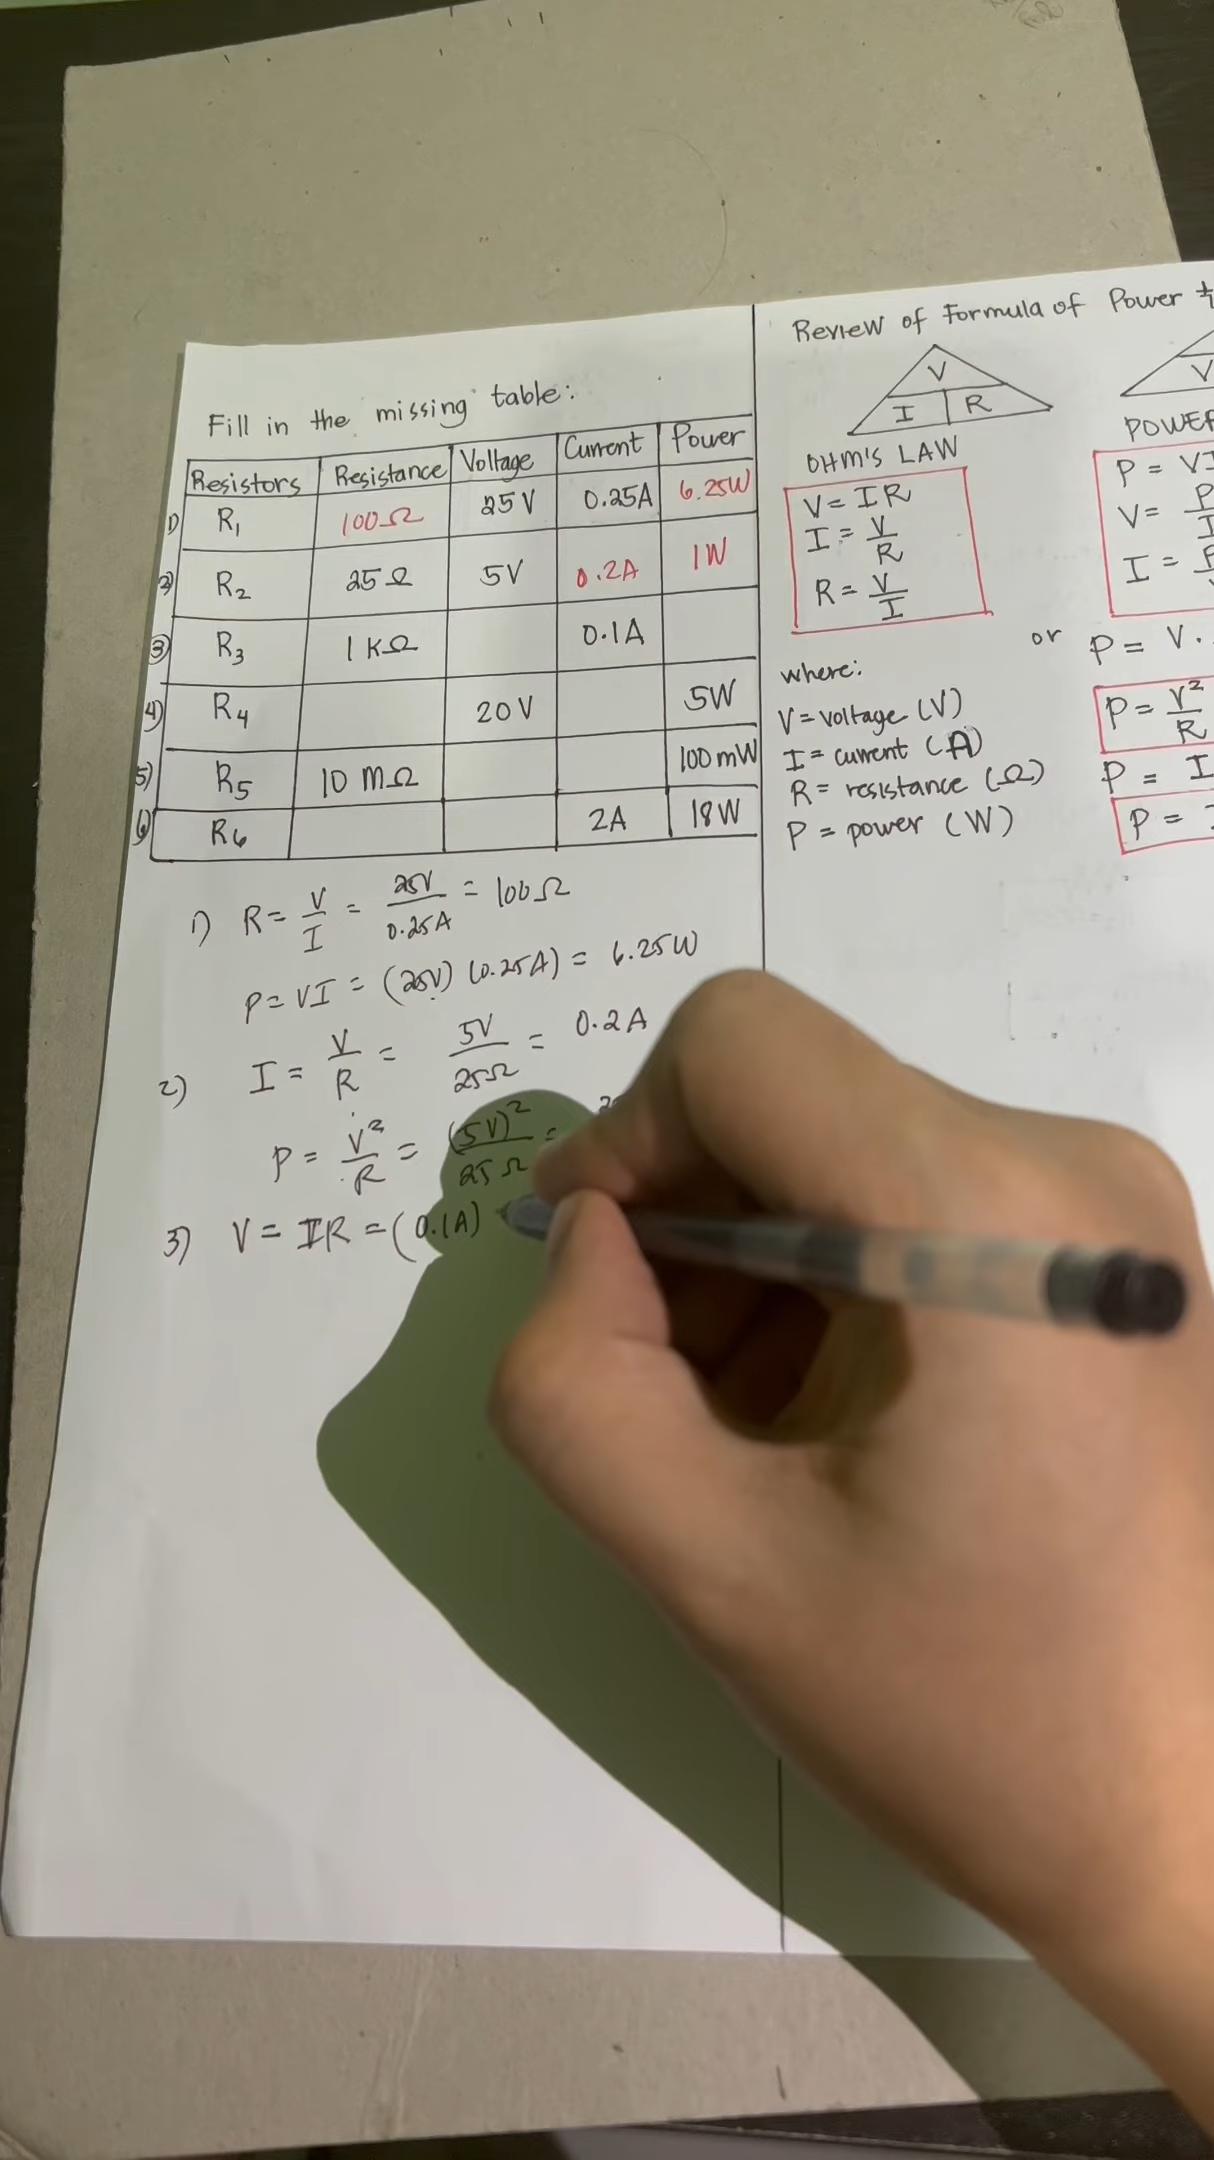 Fill in the missing table:
Resistors Resistance Voltage Current Power
1) R₁ 100Ω 25V 0.25A 6.25W
2) R₂ 25Ω 5V 0.2A 1W
3) R₃ 1KΩ 0.1A
4) R₄ 20V 5W
5) R₅ 10 MΩ 100mW
6) R₆ 2A 18W
1) R = V/I = 25V/0.25A = 100Ω
P = VI = (25V)(0.25A) = 6.25W
2) I = V/R = 5V/25Ω = 0.2A
P = V²/R = (5V)²/25Ω =
3) V = IR = (0.1A)
Review of Formula of Power
V
I R
OHM'S LAW
V = IR
I = V/R
R = V/I
where:
V = voltage (V)
I = current (A)
R = resistance (Ω)
P = power (W)
V
POWER
P = VI
V = P/I
I =
or P = V.
P = V²/R
P = I
P =